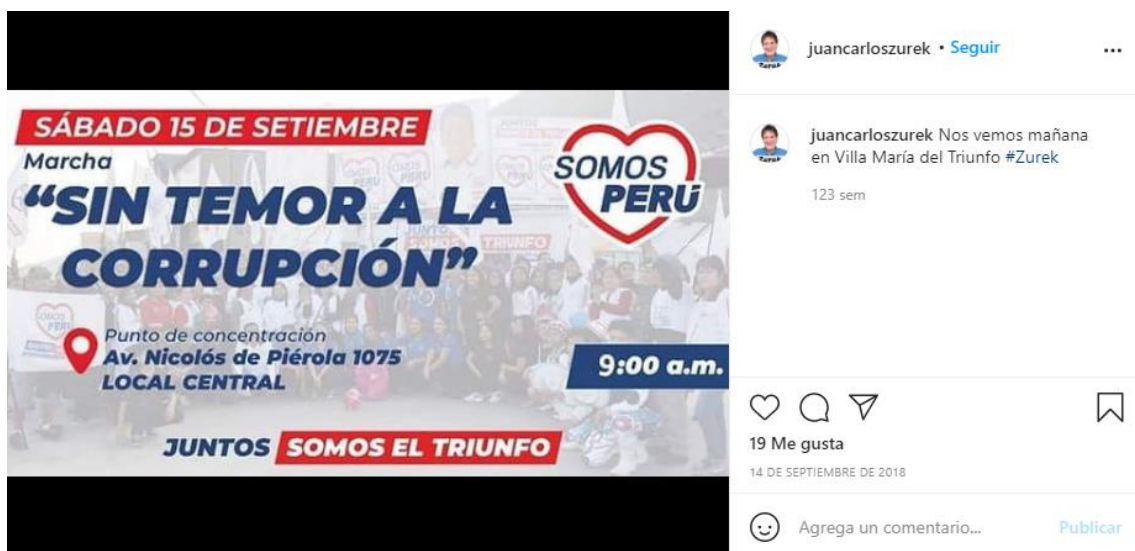 SÁBADO 15 DE SETIEMBRE
Marcha
“SIN TEMOR A LA
CORRUPCIÓN”
SOMOS
PERÚ
Punto de concentración
Av. Nicolós de Piérola 1075
LOCAL CENTRAL
9:00 a.m.
JUNTOS SOMOS EL TRIUNFO
juancarloszurek • Seguir
juancarloszurek Nos vemos mañana
en Villa María del Triunfo #Zurek
123 sem
19 Me gusta
14 DE SEPTIEMBRE DE 2018
Agrega un comentario... Publicar